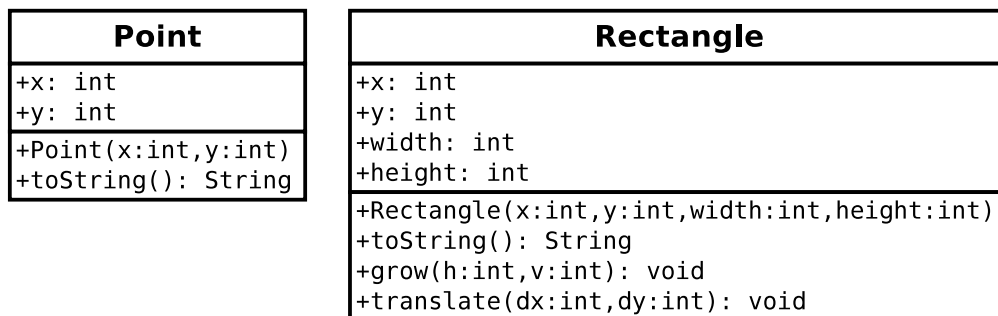 Point
+x: int
+y: int
+Point(x:int,y:int)
+toString(): String
Rectangle
+x: int
+y: int
+width: int
+height: int
+Rectangle(x:int,y:int,width:int,height:int)
+toString(): String
+grow(h:int,v:int): void
+translate(dx:int,dy:int): void